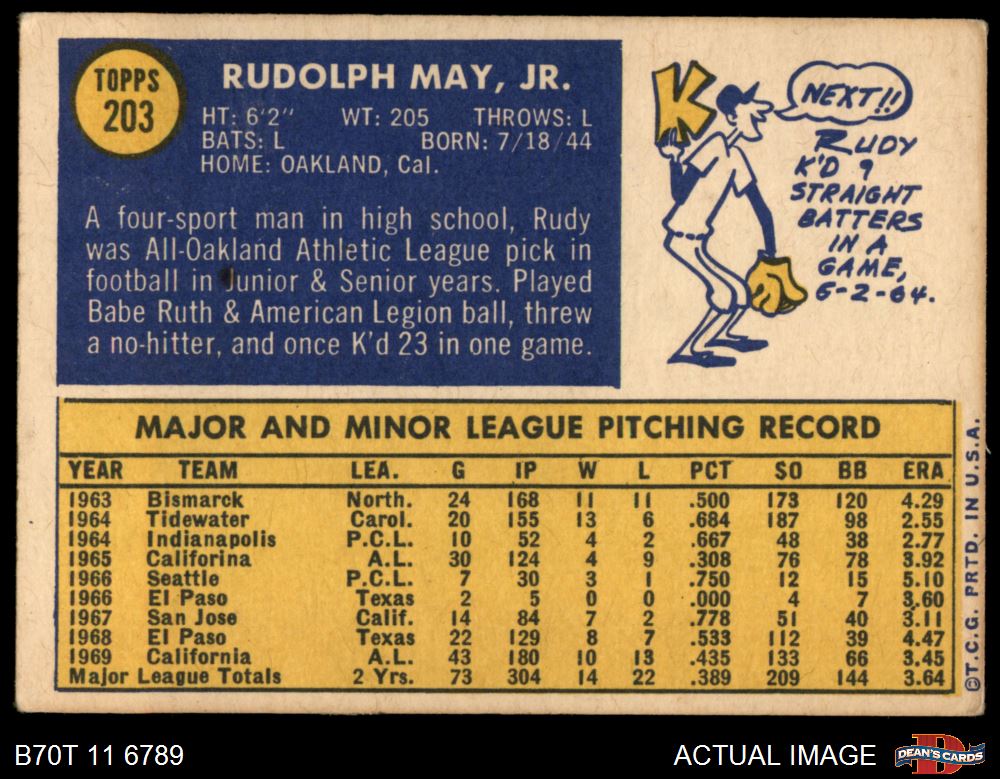 TOPPS
203
RUDOLPH MAY, JR.
HT: 6'2" WT: 205 THROWS: L
BATS: L BORN: 7/18/44
HOME: OAKLAND, Cal.
A four-sport man in high school, Rudy
was All-Oakland Athletic League pick in
football in Junior & Senior years. Played
Babe Ruth & American Legion ball, threw
a no-hitter, and once K'd 23 in one game.
K
NEXT!!
RUDY
K'D 9
STRAIGHT
BATTERS
IN A
GAME,
6-2-64.
MAJOR AND MINOR LEAGUE PITCHING RECORD
YEAR TEAM LEA. G IP W L PCT SO BB ERA
1963 Bismarck North. 24 168 11 11 .500 173 120 4.29
1964 Tidewater Carol. 20 155 13 6 .684 187 98 2.55
1964 Indianapolis P.C.L. 10 52 4 2 .667 48 38 2.77
1965 Califorina A.L. 30 124 4 9 .308 76 78 3.92
1966 Seattle P.C.L. 7 30 3 1 .750 12 15 5.10
1966 El Paso Texas 2 5 0 0 .000 4 7 3.60
1967 San Jose Calif. 14 84 7 2 .778 51 40 3.11
1968 El Paso Texas 22 129 8 7 .533 112 39 4.47
1969 California A.L. 43 180 10 13 .435 133 66 3.45
Major League Totals 2 Yrs. 73 304 14 22 .389 209 144 3.64
©T.C.G. PRTD. IN U.S.A.
B70T 11 6789
ACTUAL IMAGE
D
DEAN'S CARDS